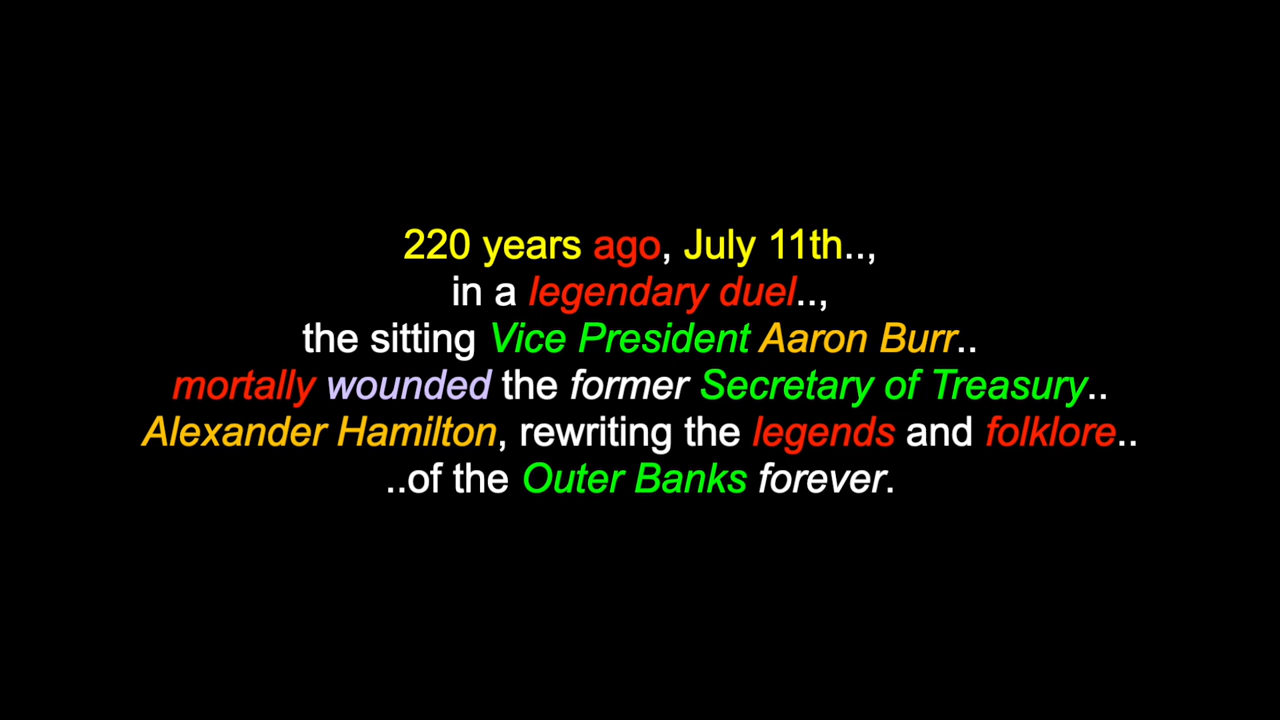 220 years ago, July 11th..,
in a legendary duel..,
the sitting Vice President Aaron Burr..
mortally wounded the former Secretary of Treasury..
Alexander Hamilton, rewriting the legends and folklore..
..of the Outer Banks forever.